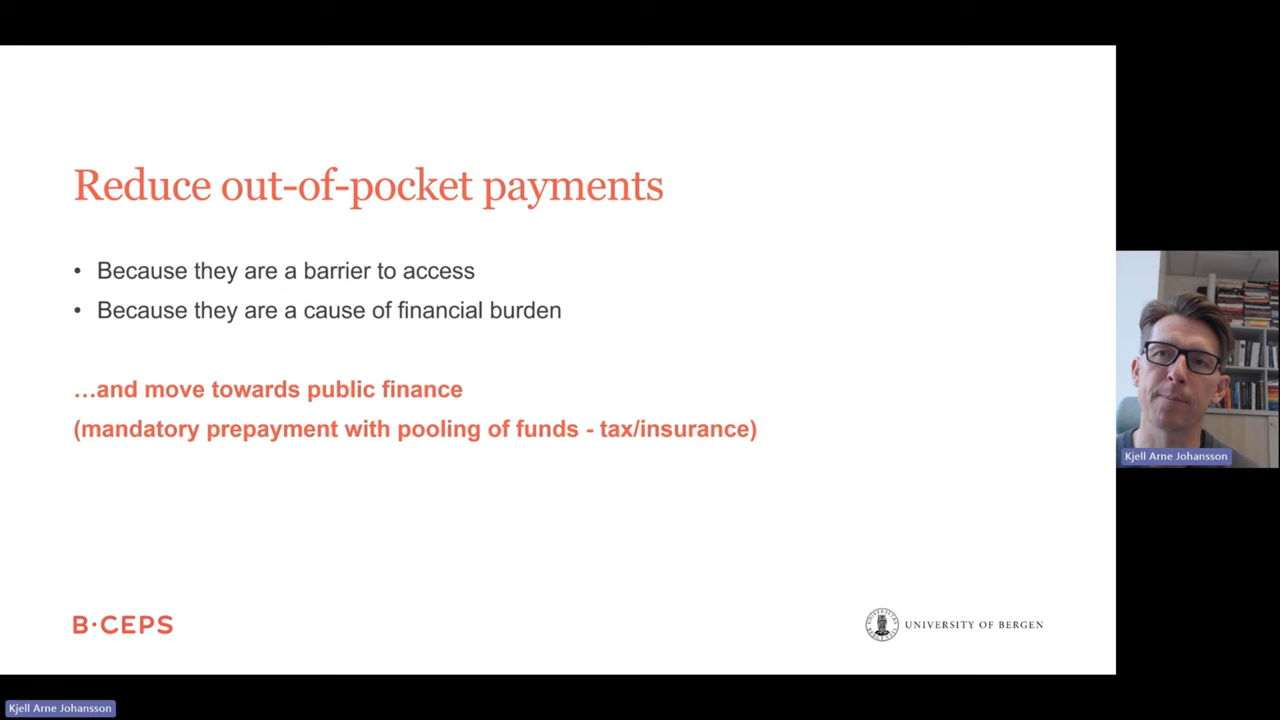 Reduce out-of-pocket payments
• Because they are a barrier to access
• Because they are a cause of financial burden
…and move towards public finance
(mandatory prepayment with pooling of funds - tax/insurance)
B·CEPS
UNIVERSITY OF BERGEN
Kjell Arne Johansson
Kjell Arne Johansson